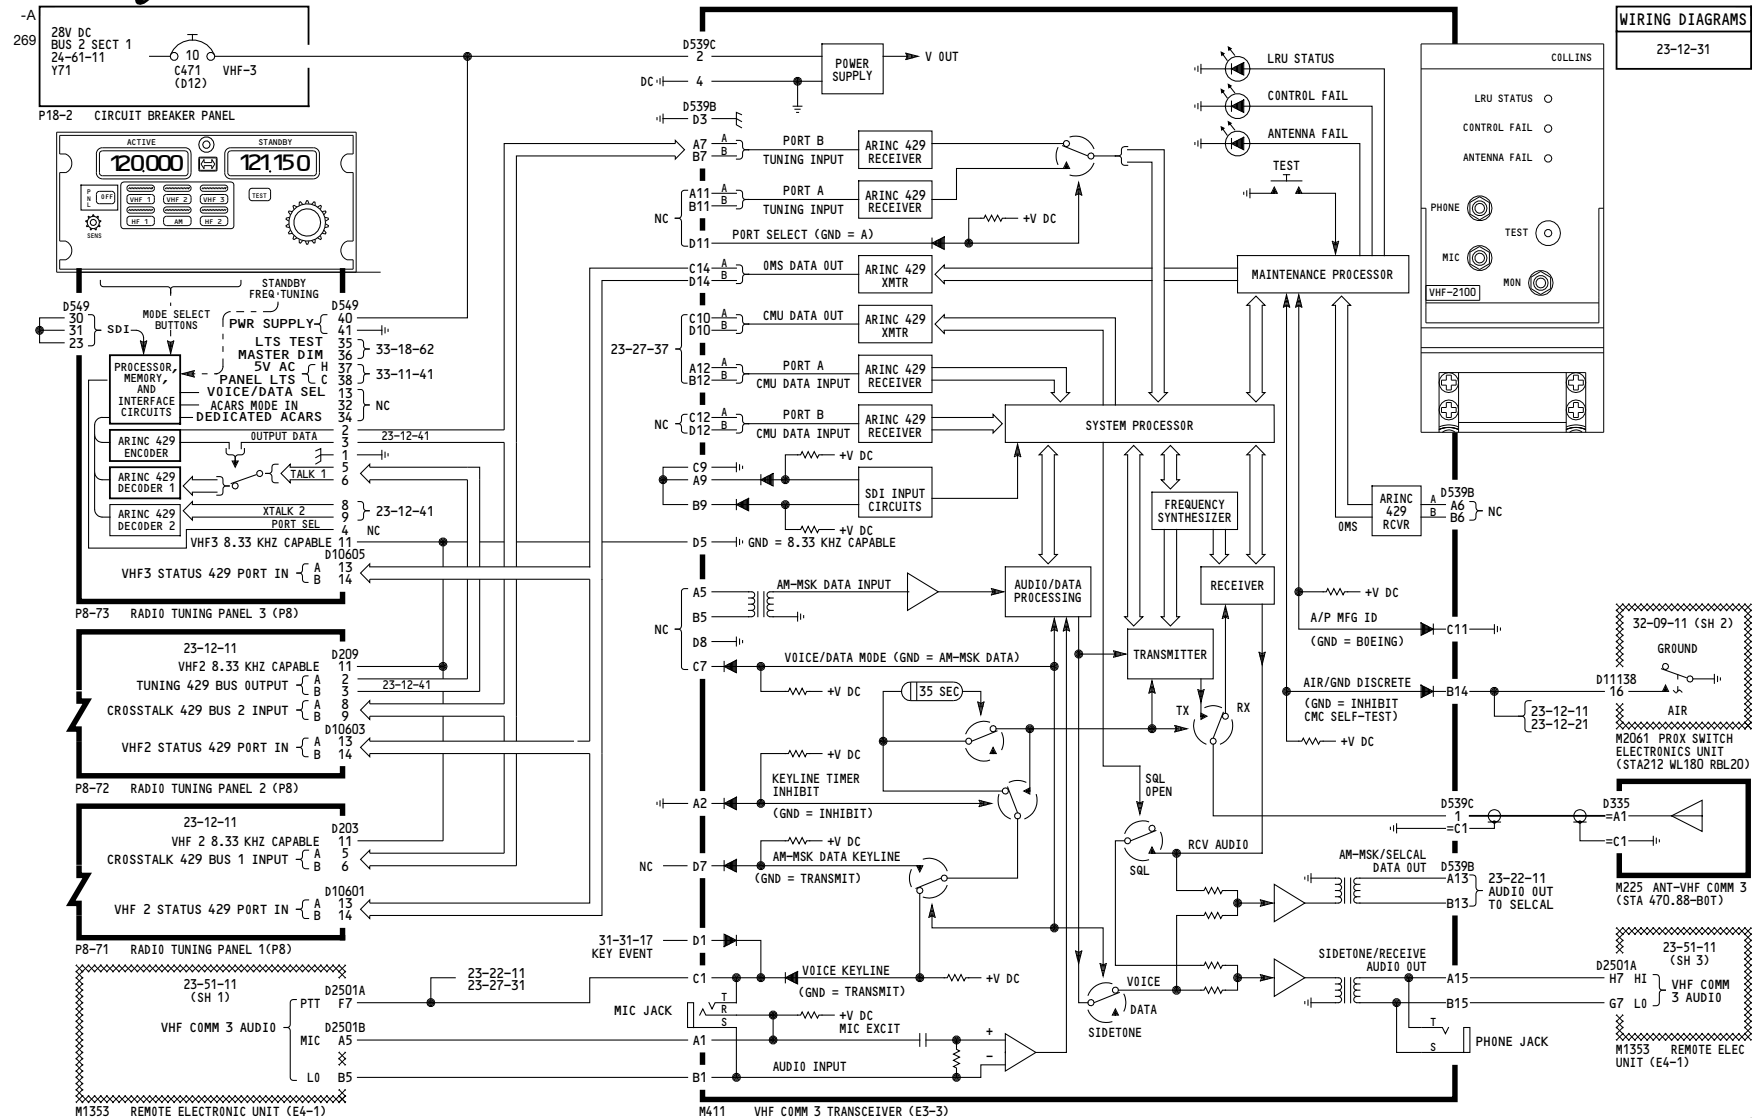 -A
269
28V DC
BUS 2 SECT 1
24-61-11
Y71
10
C471
(D12)
VHF-3
P18-2 CIRCUIT BREAKER PANEL
ACTIVE
STANDBY
120.000
121.150
PNL
OFF
VHF 1
VHF 2
VHF 3
TEST
SENS
HF 1
AM
HF 2
STANDBY
FREQ TUNING
MODE SELECT
BUTTONS
D549
30
31
23
SDI
PROCESSOR,
MEMORY,
AND
INTERFACE
CIRCUITS
D549
PWR SUPPLY
40
41
LTS TEST 35
MASTER DIM 36
33-18-62
5V AC H 37
PANEL LTS C 38
33-11-41
VOICE/DATA SEL 13
ACARS MODE IN 32
DEDICATED ACARS 34
NC
ARINC 429
ENCODER
OUTPUT DATA
2
3
23-12-41
1
ARINC 429
DECODER 1
TALK 1
5
6
ARINC 429
DECODER 2
XTALK 2
8
9
23-12-41
PORT SEL
4
NC
VHF3 8.33 KHZ CAPABLE 11
D10605
VHF3 STATUS 429 PORT IN
A 13
B 14
P8-73 RADIO TUNING PANEL 3 (P8)
23-12-11
D209
VHF2 8.33 KHZ CAPABLE 11
TUNING 429 BUS OUTPUT
A 2
B 3
23-12-41
CROSSTALK 429 BUS 2 INPUT
A 8
B 9
D10603
VHF2 STATUS 429 PORT IN
A 13
B 14
P8-72 RADIO TUNING PANEL 2 (P8)
23-12-11
D203
VHF 2 8.33 KHZ CAPABLE 11
CROSSTALK 429 BUS 1 INPUT
A 5
B 6
D10601
VHF 2 STATUS 429 PORT IN
A 13
B 14
P8-71 RADIO TUNING PANEL 1(P8)
23-51-11
(SH 1)
D2501A
PTT F7
23-22-11
23-27-31
VHF COMM 3 AUDIO
D2501B
MIC A5
LO B5
M1353 REMOTE ELECTRONIC UNIT (E4-1)
D539C
2
DC
4
POWER
SUPPLY
V OUT
D539B
D3
A7
B7
A
B
PORT B
TUNING INPUT
ARINC 429
RECEIVER
NC
A11
B11
A
B
PORT A
TUNING INPUT
ARINC 429
RECEIVER
D11
PORT SELECT (GND = A)
+V DC
C14
D14
A
B
OMS DATA OUT
ARINC 429
XMTR
23-27-37
C10
D10
A
B
CMU DATA OUT
ARINC 429
XMTR
A12
B12
A
B
PORT A
CMU DATA INPUT
ARINC 429
RECEIVER
NC
C12
D12
A
B
PORT B
CMU DATA INPUT
ARINC 429
RECEIVER
+V DC
C9
A9
B9
SDI INPUT
CIRCUITS
+V DC
D5
GND = 8.33 KHZ CAPABLE
NC
A5
B5
D8
C7
AM-MSK DATA INPUT
VOICE/DATA MODE (GND = AM-MSK DATA)
+V DC
35 SEC
+V DC
KEYLINE TIMER
INHIBIT
A2
(GND = INHIBIT)
+V DC
NC
D7
AM-MSK DATA KEYLINE
(GND = TRANSMIT)
31-31-17
KEY EVENT
D1
C1
VOICE KEYLINE
(GND = TRANSMIT)
+V DC
MIC JACK
T
R
S
+V DC
MIC EXCIT
A1
AUDIO INPUT
B1
+
−
M411 VHF COMM 3 TRANSCEIVER (E3-3)
LRU STATUS
CONTROL FAIL
ANTENNA FAIL
TEST
MAINTENANCE PROCESSOR
SYSTEM PROCESSOR
FREQUENCY
SYNTHESIZER
AUDIO/DATA
PROCESSING
RECEIVER
TRANSMITTER
TX
RX
SQL
OPEN
SQL
RCV AUDIO
VOICE
DATA
SIDETONE
ARINC
429
RCVR
OMS
D539B
A
B
A6
B6
NC
+V DC
A/P MFG ID
(GND = BOEING)
C11
AIR/GND DISCRETE
(GND = INHIBIT
CMC SELF-TEST)
+V DC
B14
23-12-11
23-12-21
D539C
1
=C1
AM-MSK/SELCAL
DATA OUT
D539B
A13
B13
23-22-11
AUDIO OUT
TO SELCAL
SIDETONE/RECEIVE
AUDIO OUT
A15
B15
T
S
PHONE JACK
WIRING DIAGRAMS
23-12-31
COLLINS
LRU STATUS
CONTROL FAIL
ANTENNA FAIL
PHONE
TEST
MIC
MON
VHF-2100
32-09-11 (SH 2)
GROUND
D11138
16
AIR
M2061 PROX SWITCH
ELECTRONICS UNIT
(STA212 WL180 RBL20)
D335
=A1
=C1
M225 ANT-VHF COMM 3
(STA 470.88-BOT)
23-51-11
(SH 3)
D2501A
H7 HI
G7 LO
VHF COMM
3 AUDIO
M1353 REMOTE ELEC
UNIT (E4-1)